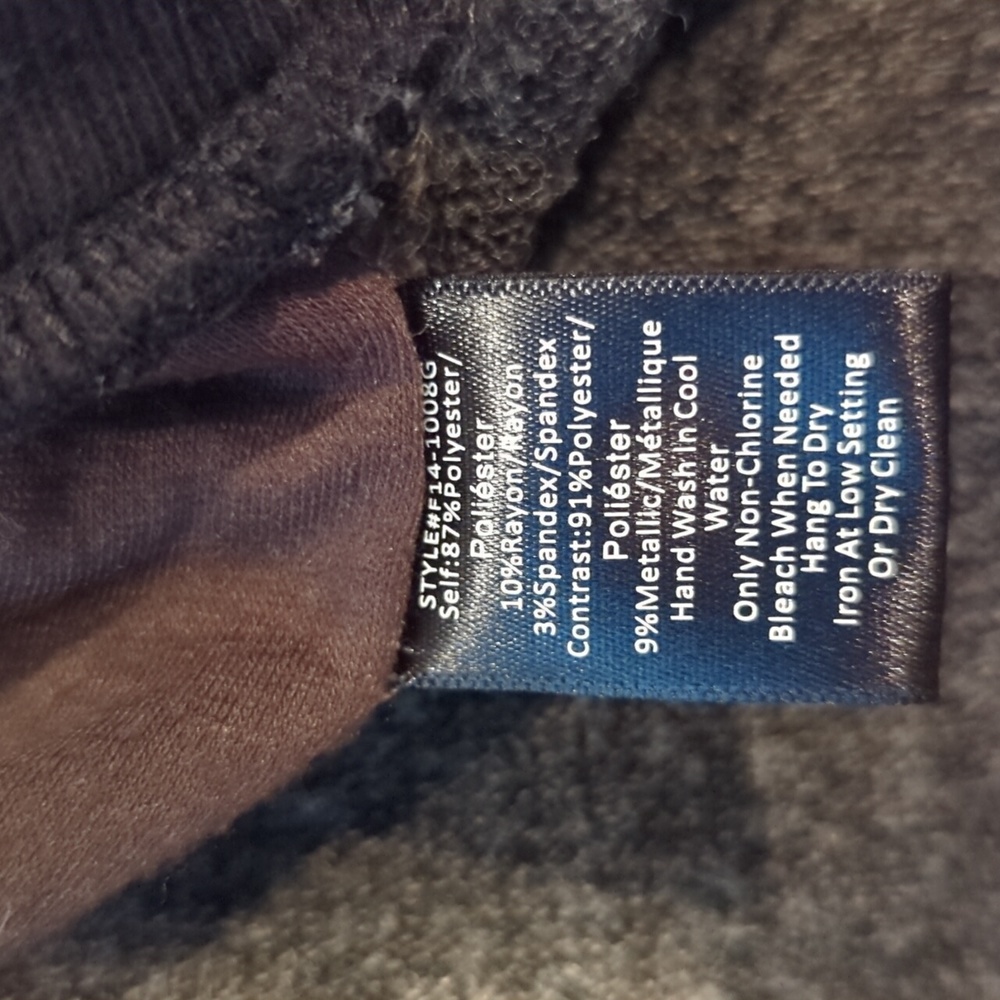 STYLE#F14-1008G
Self:87%Polyester/
Poliéster
10%Rayon/Rayon
3%Spandex/Spandex
Contrast:91%Polyester/
Poliéster
9%Metallic/Métallique
Hand Wash In Cool
Water
Only Non-Chlorine
Bleach When Needed
Hang To Dry
Iron At Low Setting
Or Dry Clean